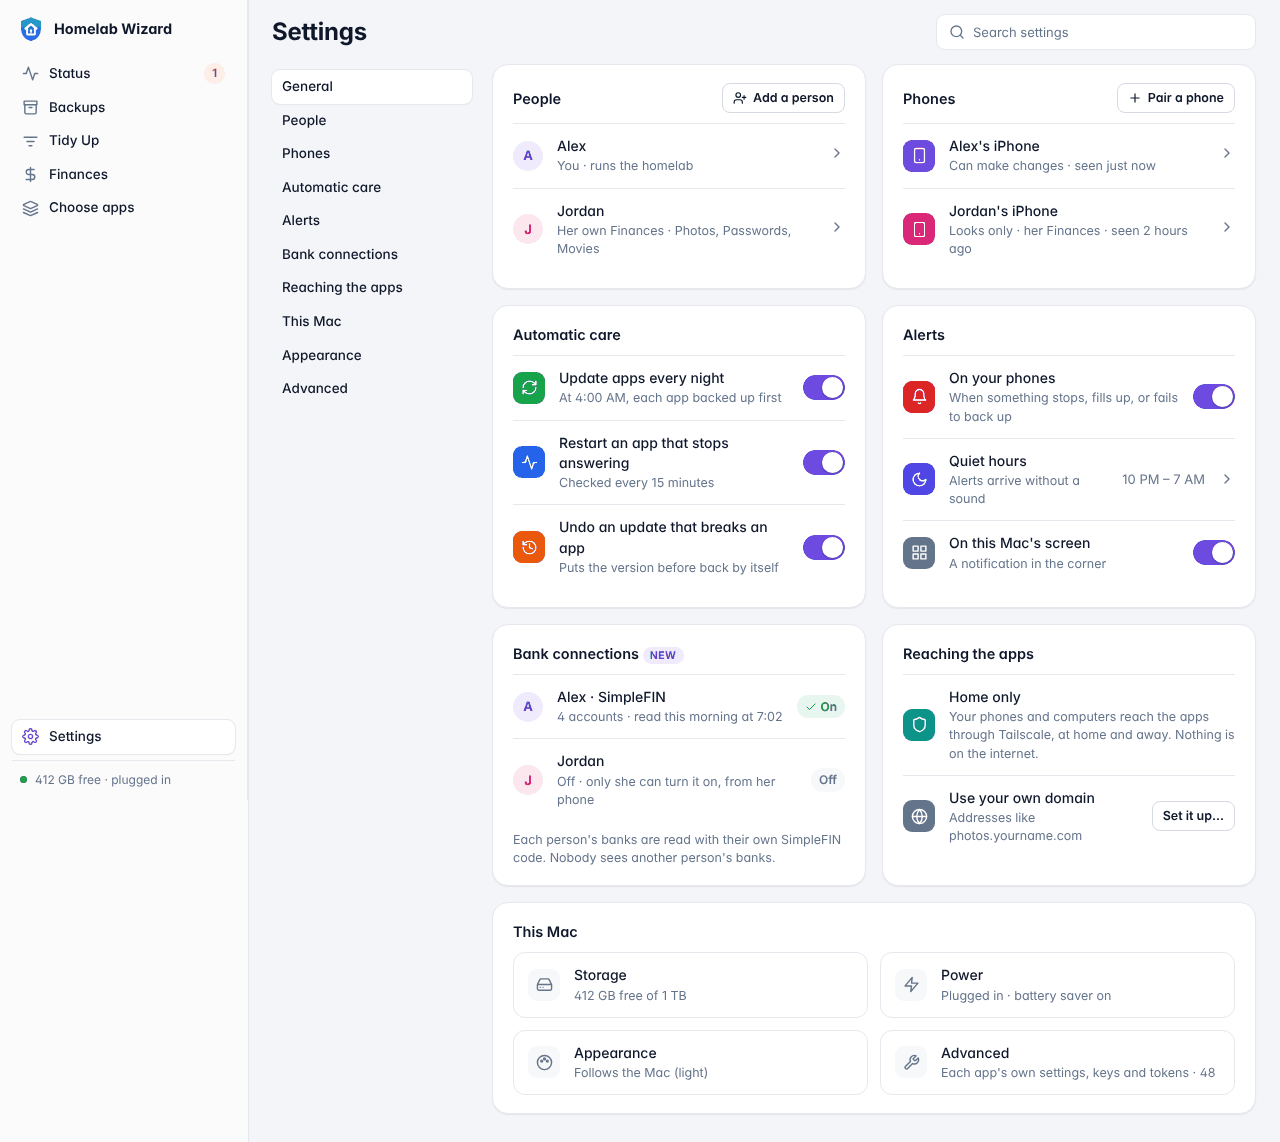 Homelab Wizard
Status
1
Backups
Tidy Up
Finances
Choose apps
Settings
412 GB free · plugged in
Settings
Search settings
General
People
Phones
Automatic care
Alerts
Bank connections
Reaching the apps
This Mac
Appearance
Advanced
People
Add a person
A
Alex
You · runs the homelab
J
Jordan
Her own Finances · Photos, Passwords,
Movies
Phones
Pair a phone
Alex's iPhone
Can make changes · seen just now
Jordan's iPhone
Looks only · her Finances · seen 2 hours
ago
Automatic care
Update apps every night
At 4:00 AM, each app backed up first
Restart an app that stops
answering
Checked every 15 minutes
Undo an update that breaks an
app
Puts the version before back by itself
Alerts
On your phones
When something stops, fills up, or fails
to back up
Quiet hours
Alerts arrive without a
sound
10 PM – 7 AM
On this Mac's screen
A notification in the corner
Bank connections NEW
A
Alex · SimpleFIN
4 accounts · read this morning at 7:02
On
J
Jordan
Off · only she can turn it on, from her
phone
Off
Each person's banks are read with their own SimpleFIN
code. Nobody sees another person's banks.
Reaching the apps
Home only
Your phones and computers reach the apps
through Tailscale, at home and away. Nothing is
on the internet.
Use your own domain
Addresses like
photos.yourname.com
Set it up...
This Mac
Storage
412 GB free of 1 TB
Power
Plugged in · battery saver on
Appearance
Follows the Mac (light)
Advanced
Each app's own settings, keys and tokens · 48